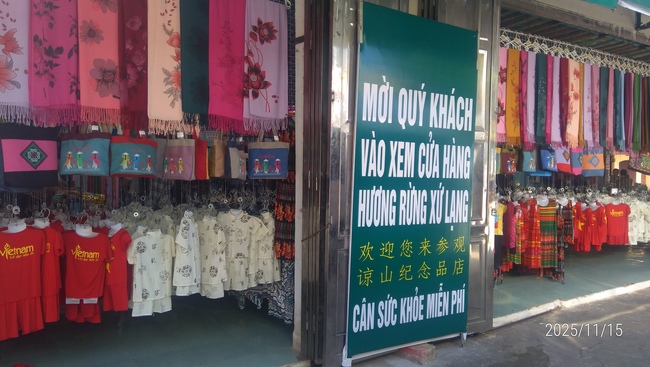 MỜI QUÝ KHÁCH
VÀO XEM CỬA HÀNG
HƯƠNG RỪNG XỨ LẠNG
欢迎您来参观
谅山纪念品店
CÂN SỨC KHỎE MIỄN PHÍ
Vietnam
Vietnam
Vietnam
2025/11/15